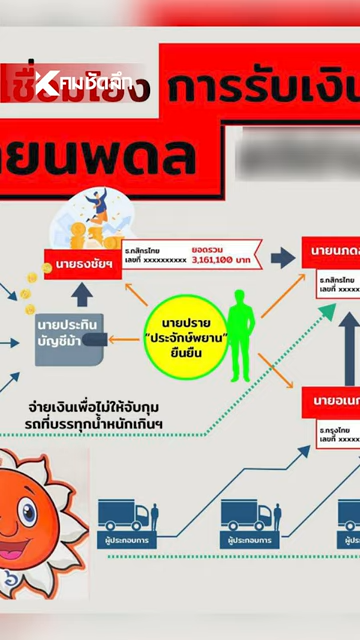 คมชัดลึก
เชื่อมโยง การรับเงิน
ยนพดล
นายธงชัยฯ
ธ.กสิกรไทย
เลขที่ xxxxxxxxxx
ยอดรวม
3,161,100 บาท
ธ.กสิกรไทย
เลขที่ xxxxx
นายประกิน
บัญชีม้า
นายปราย
"ประจักษ์พยาน"
ยืนยืน
จ่ายเงินเพื่อไม่ให้จับกุม
รถที่บรรทุกน้ำหนักเกินฯ
นายอเนก
ธ.กรุงไทย
เลขที่ xxxxx
ผู้ประกอบการ
ผู้ประกอบการ
ผู้ประกอบการ